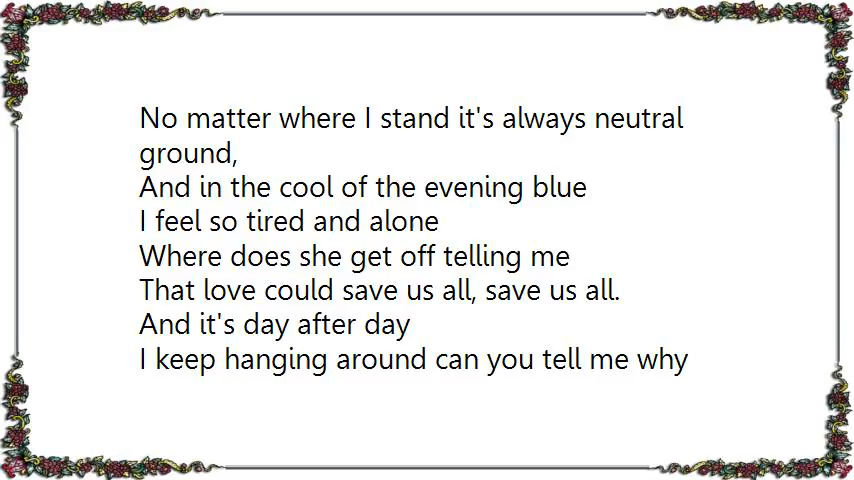 No matter where I stand it's always neutral
ground,
And in the cool of the evening blue
I feel so tired and alone
Where does she get off telling me
That love could save us all, save us all.
And it's day after day
I keep hanging around can you tell me why